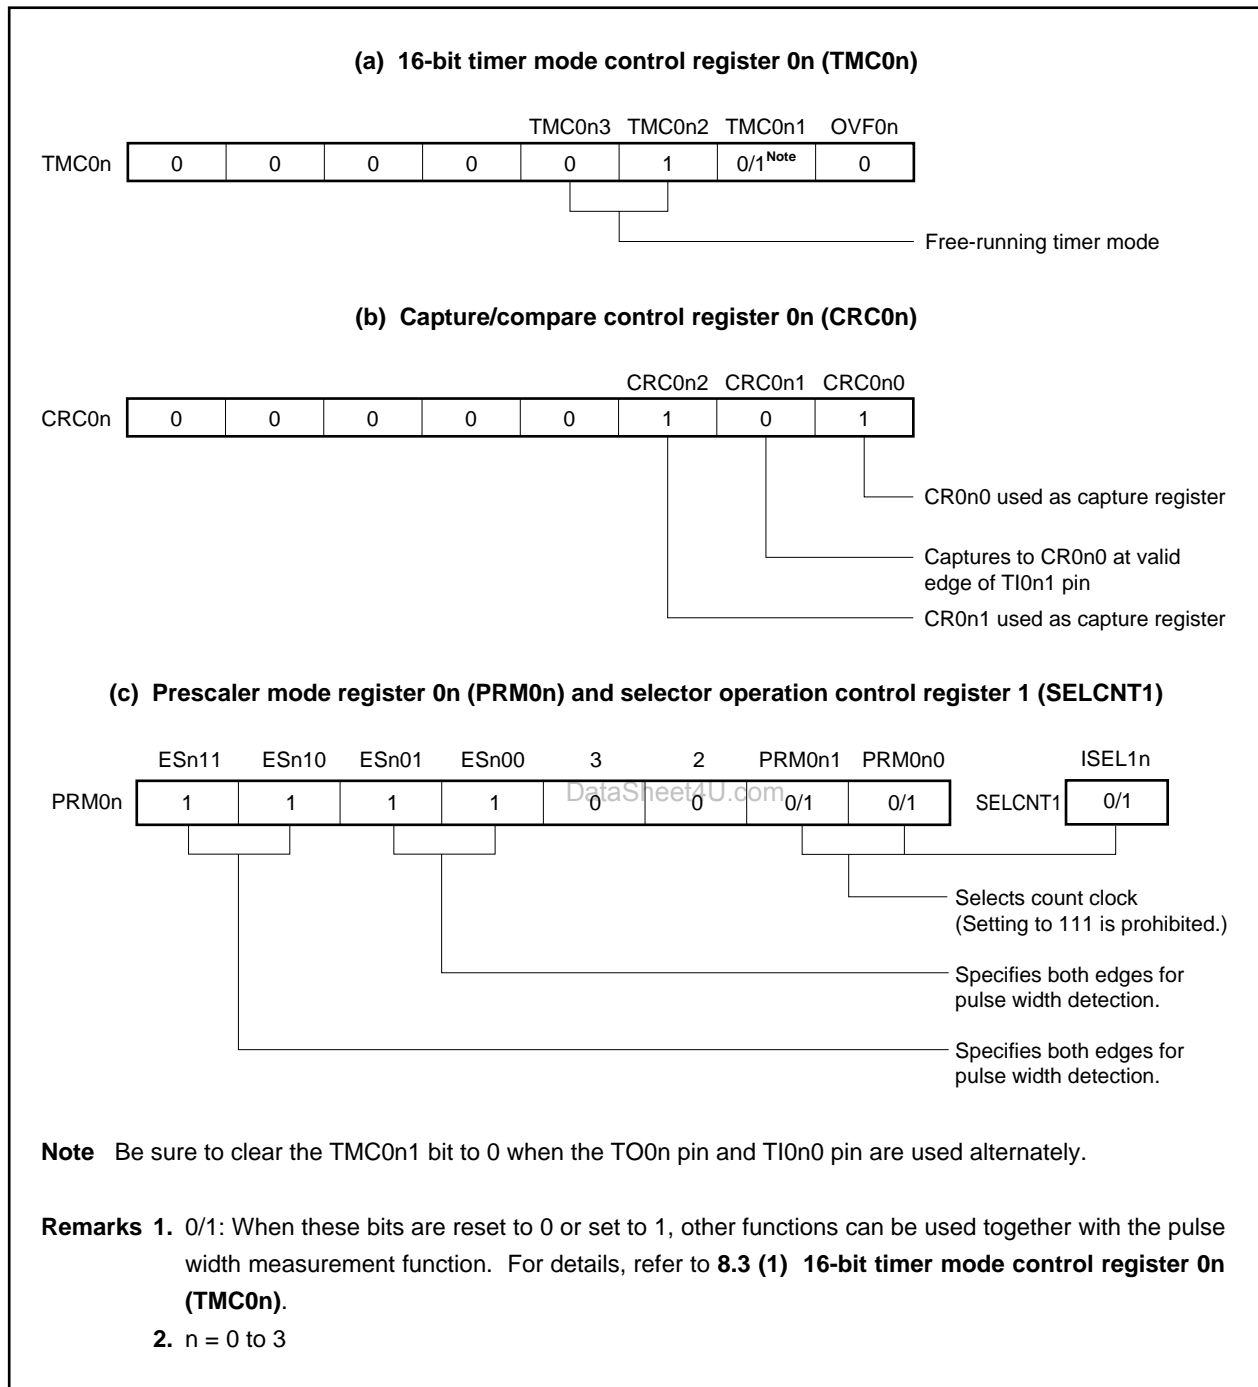 (a) 16-bit timer mode control register 0n (TMC0n)
TMC0n3 TMC0n2 TMC0n1 OVF0n
TMC0n 0 0 0 0 0 1 0/1Note 0
Free-running timer mode
(b) Capture/compare control register 0n (CRC0n)
CRC0n2 CRC0n1 CRC0n0
CRC0n 0 0 0 0 0 1 0 1
CR0n0 used as capture register
Captures to CR0n0 at valid
edge of TI0n1 pin
CR0n1 used as capture register
(c) Prescaler mode register 0n (PRM0n) and selector operation control register 1 (SELCNT1)
ESn11 ESn10 ESn01 ESn00 3 2 PRM0n1 PRM0n0 ISEL1n
PRM0n 1 1 1 1 0 0 0/1 0/1 SELCNT1 0/1
DataSheet4U.com
Selects count clock
(Setting to 111 is prohibited.)
Specifies both edges for
pulse width detection.
Specifies both edges for
pulse width detection.
Note Be sure to clear the TMC0n1 bit to 0 when the TO0n pin and TI0n0 pin are used alternately.
Remarks 1. 0/1: When these bits are reset to 0 or set to 1, other functions can be used together with the pulse
width measurement function. For details, refer to 8.3 (1) 16-bit timer mode control register 0n
(TMC0n).
2. n = 0 to 3